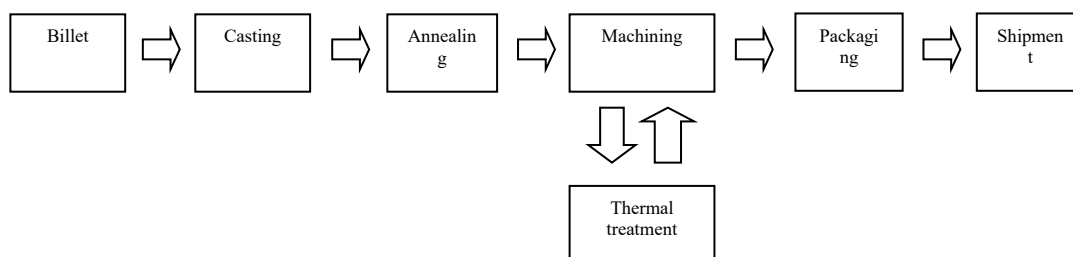 Billet
Casting
Annealin
g
Machining
Packagi
ng
Shipmen
t
Thermal
treatment